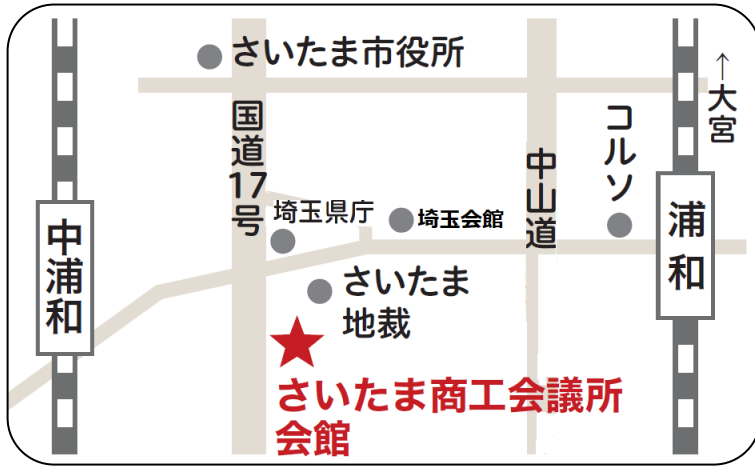 さいたま市役所
↑大宮
国道17号
中山道
コルソ
埼玉県庁
埼玉会館
中浦和
浦和
さいたま
地裁
さいたま商工会議所
会館